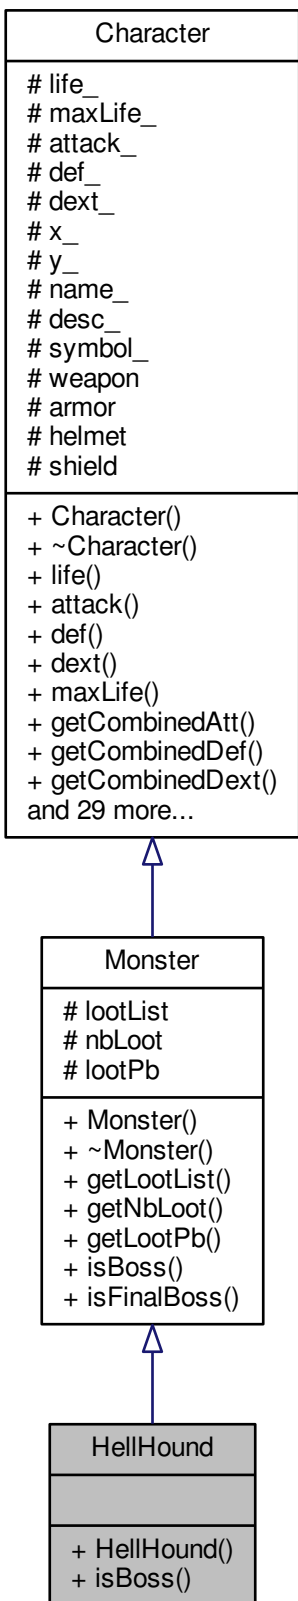 Character
# life_
# maxLife_
# attack_
# def_
# dext_
# x_
# y_
# name_
# desc_
# symbol_
# weapon
# armor
# helmet
# shield
+ Character()
+ ~Character()
+ life()
+ attack()
+ def()
+ dext()
+ maxLife()
+ getCombinedAtt()
+ getCombinedDef()
+ getCombinedDext()
and 29 more...
Monster
# lootList
# nbLoot
# lootPb
+ Monster()
+ ~Monster()
+ getLootList()
+ getNbLoot()
+ getLootPb()
+ isBoss()
+ isFinalBoss()
HellHound
+ HellHound()
+ isBoss()